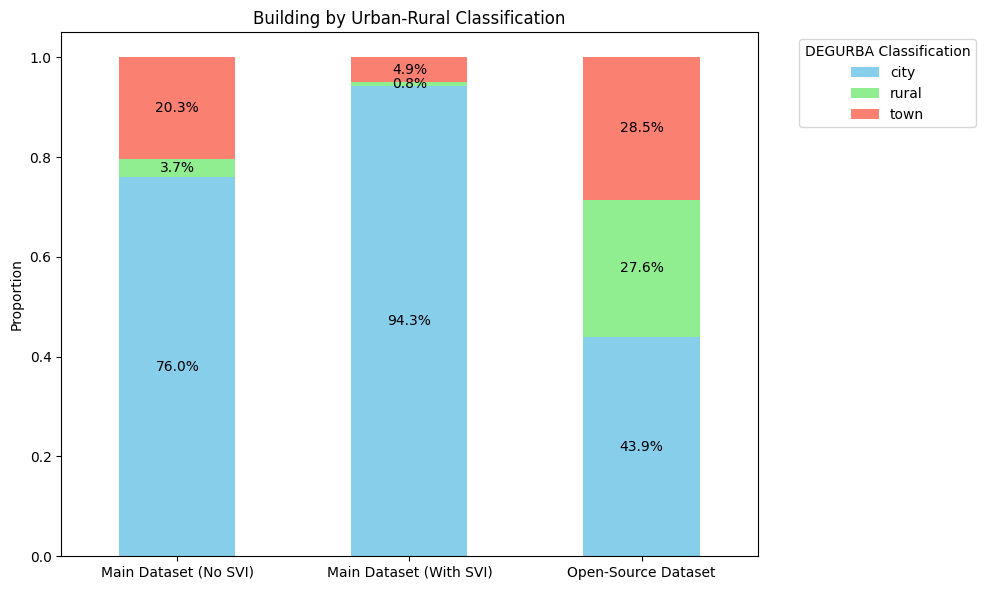 Building by Urban-Rural Classification
DEGURBA Classification
city
rural
town
Proportion
1.0
0.8
0.6
0.4
0.2
0.0
20.3%
3.7%
76.0%
4.9%
0.8%
94.3%
28.5%
27.6%
43.9%
Main Dataset (No SVI)
Main Dataset (With SVI)
Open-Source Dataset